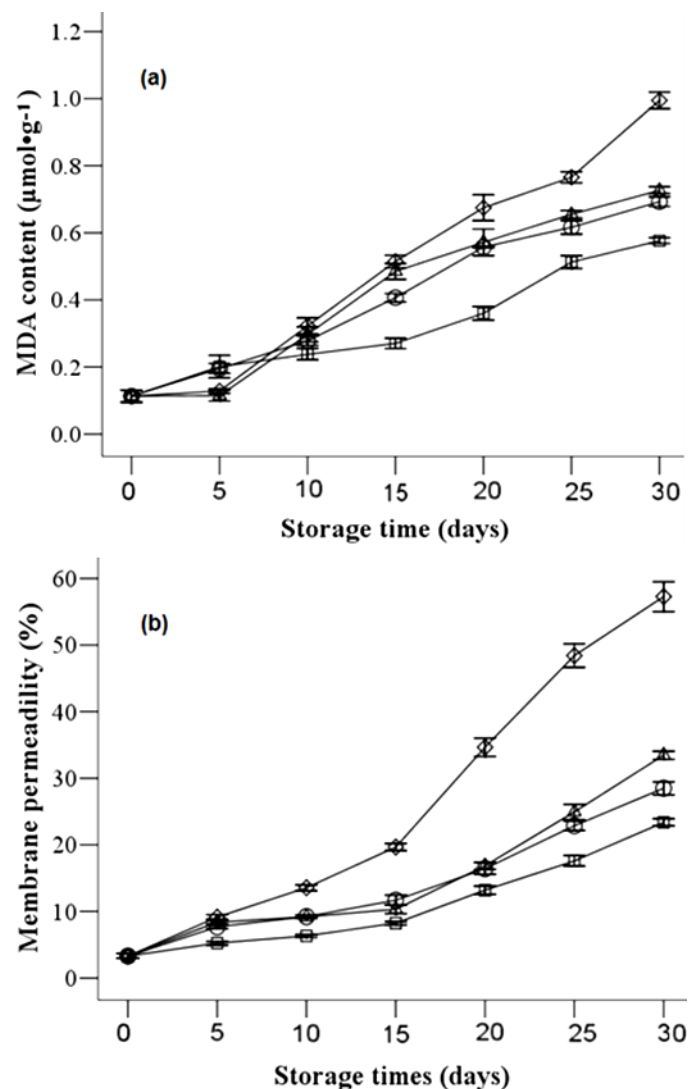 (a)
MDA content (μmol•g⁻¹)
1.2
1.0
0.8
0.6
0.4
0.2
0.0
0 5 10 15 20 25 30
Storage time (days)
(b)
Membrane permeadility (%)
60
50
40
30
20
10
0
0 5 10 15 20 25 30
Storage times (days)